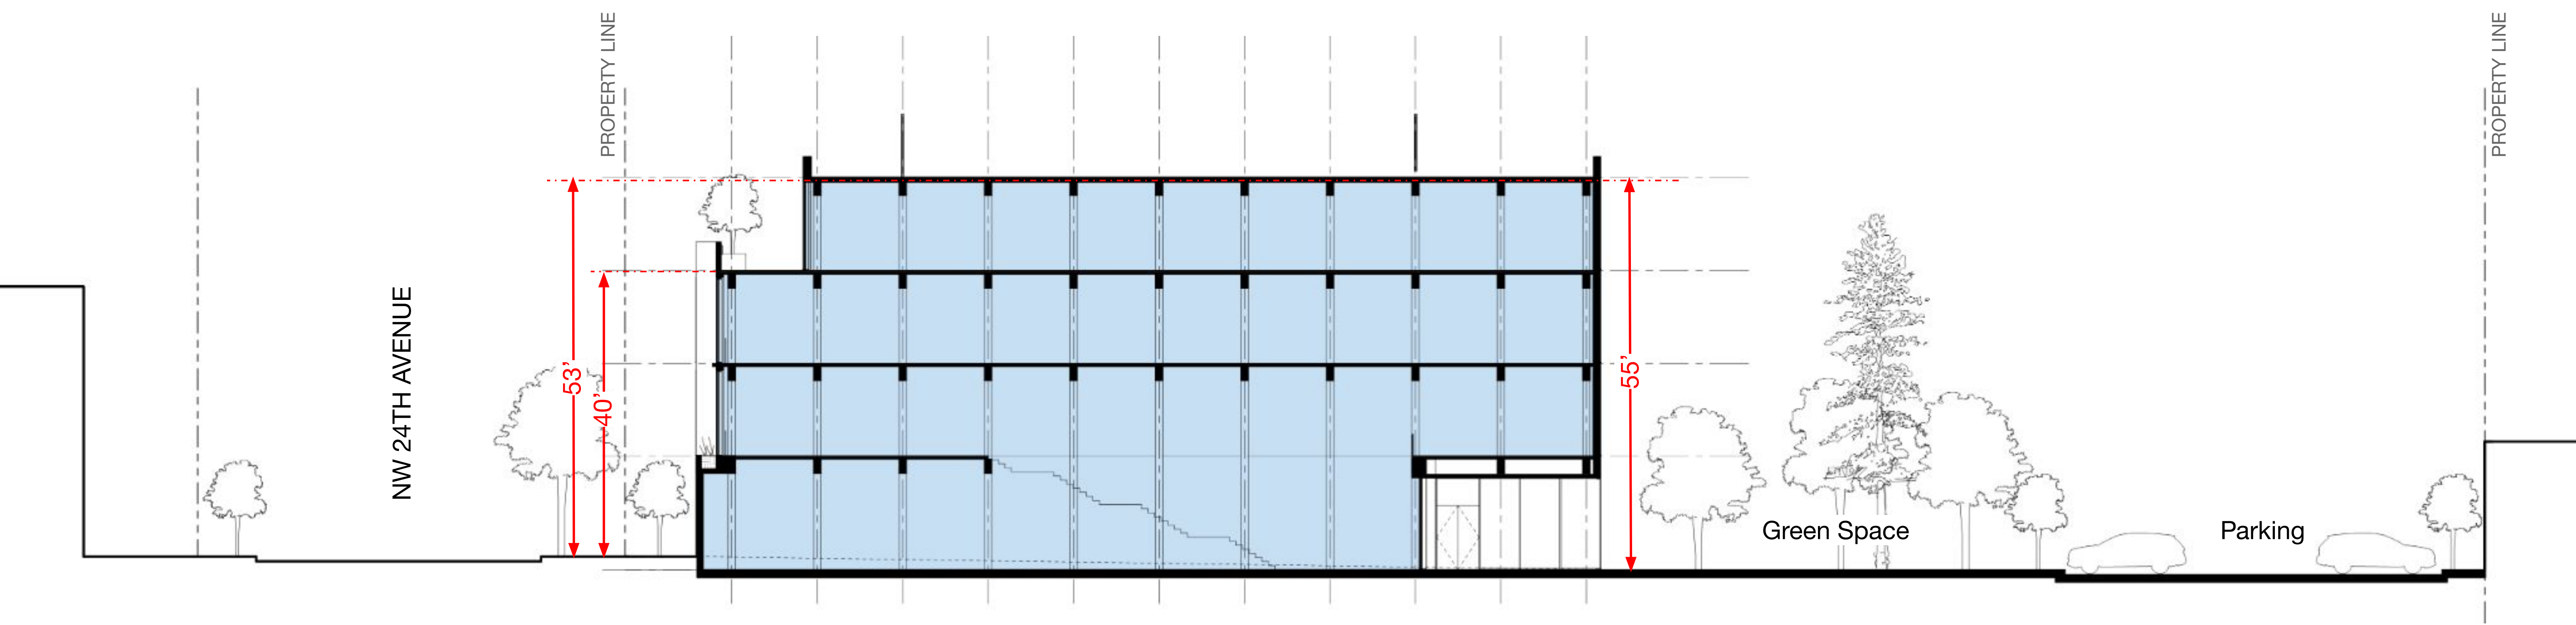 PROPERTY LINE
PROPERTY LINE
NW 24TH AVENUE
53'
40'
55'
Green Space
Parking